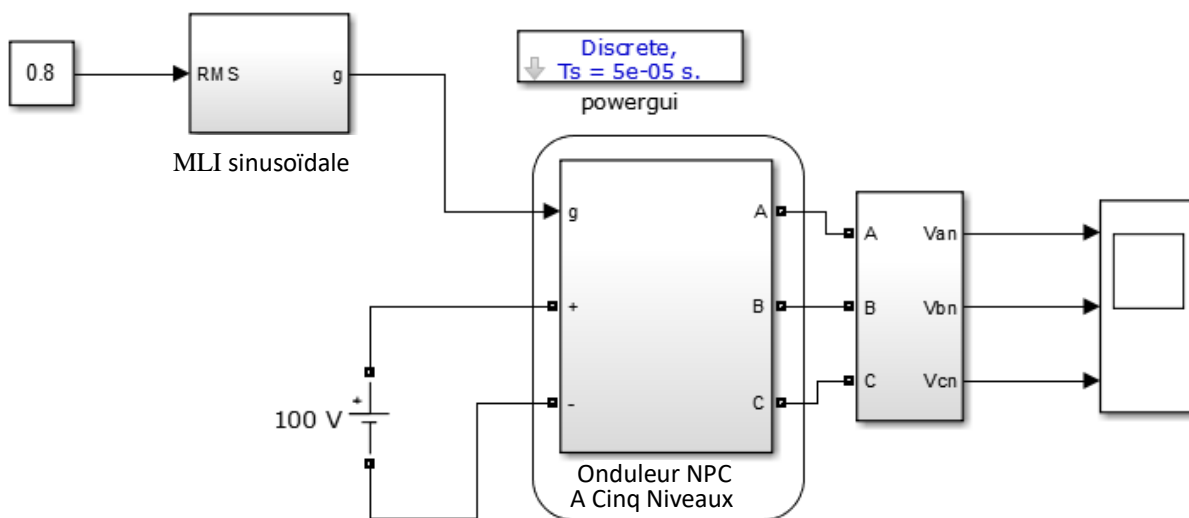 0.8
RMS
g
MLI sinusoïdale
Discrete,
Ts = 5e-05 s.
powergui
g
+
-
A
B
C
Onduleur NPC
A Cinq Niveaux
+
100 V
A
B
C
Van
Vbn
Vcn